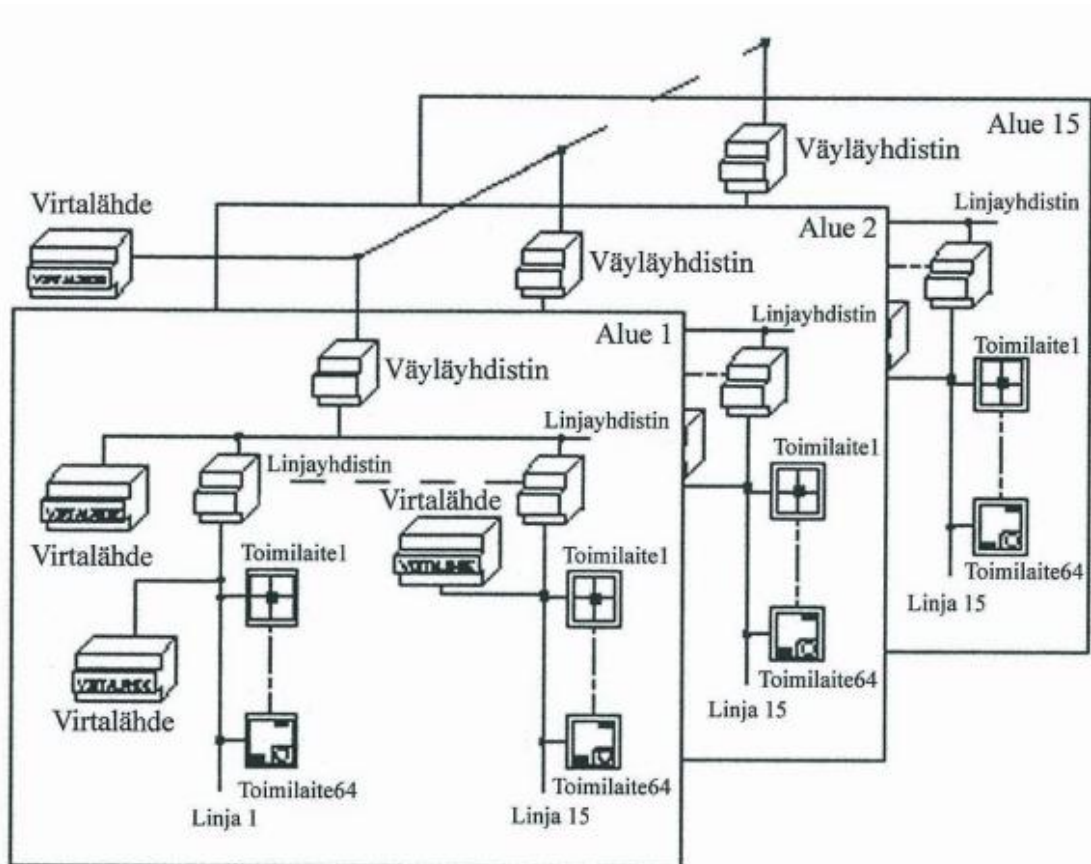 Alue 15
Väyläyhdistin
Virtalähde
Linjayhdistin
Alue 2
Väyläyhdistin
Linjayhdistin
Alue 1
Toimilaite1
Väyläyhdistin
Linjayhdistin
Toimilaite1
Linjayhdistin
Virtalähde
Virtalähde
Toimilaite1
Toimilaite1
Toimilaite64
Linja 15
Virtalähde
Toimilaite64
Linja 15
Toimilaite64
Toimilaite64
Linja 1
Linja 15